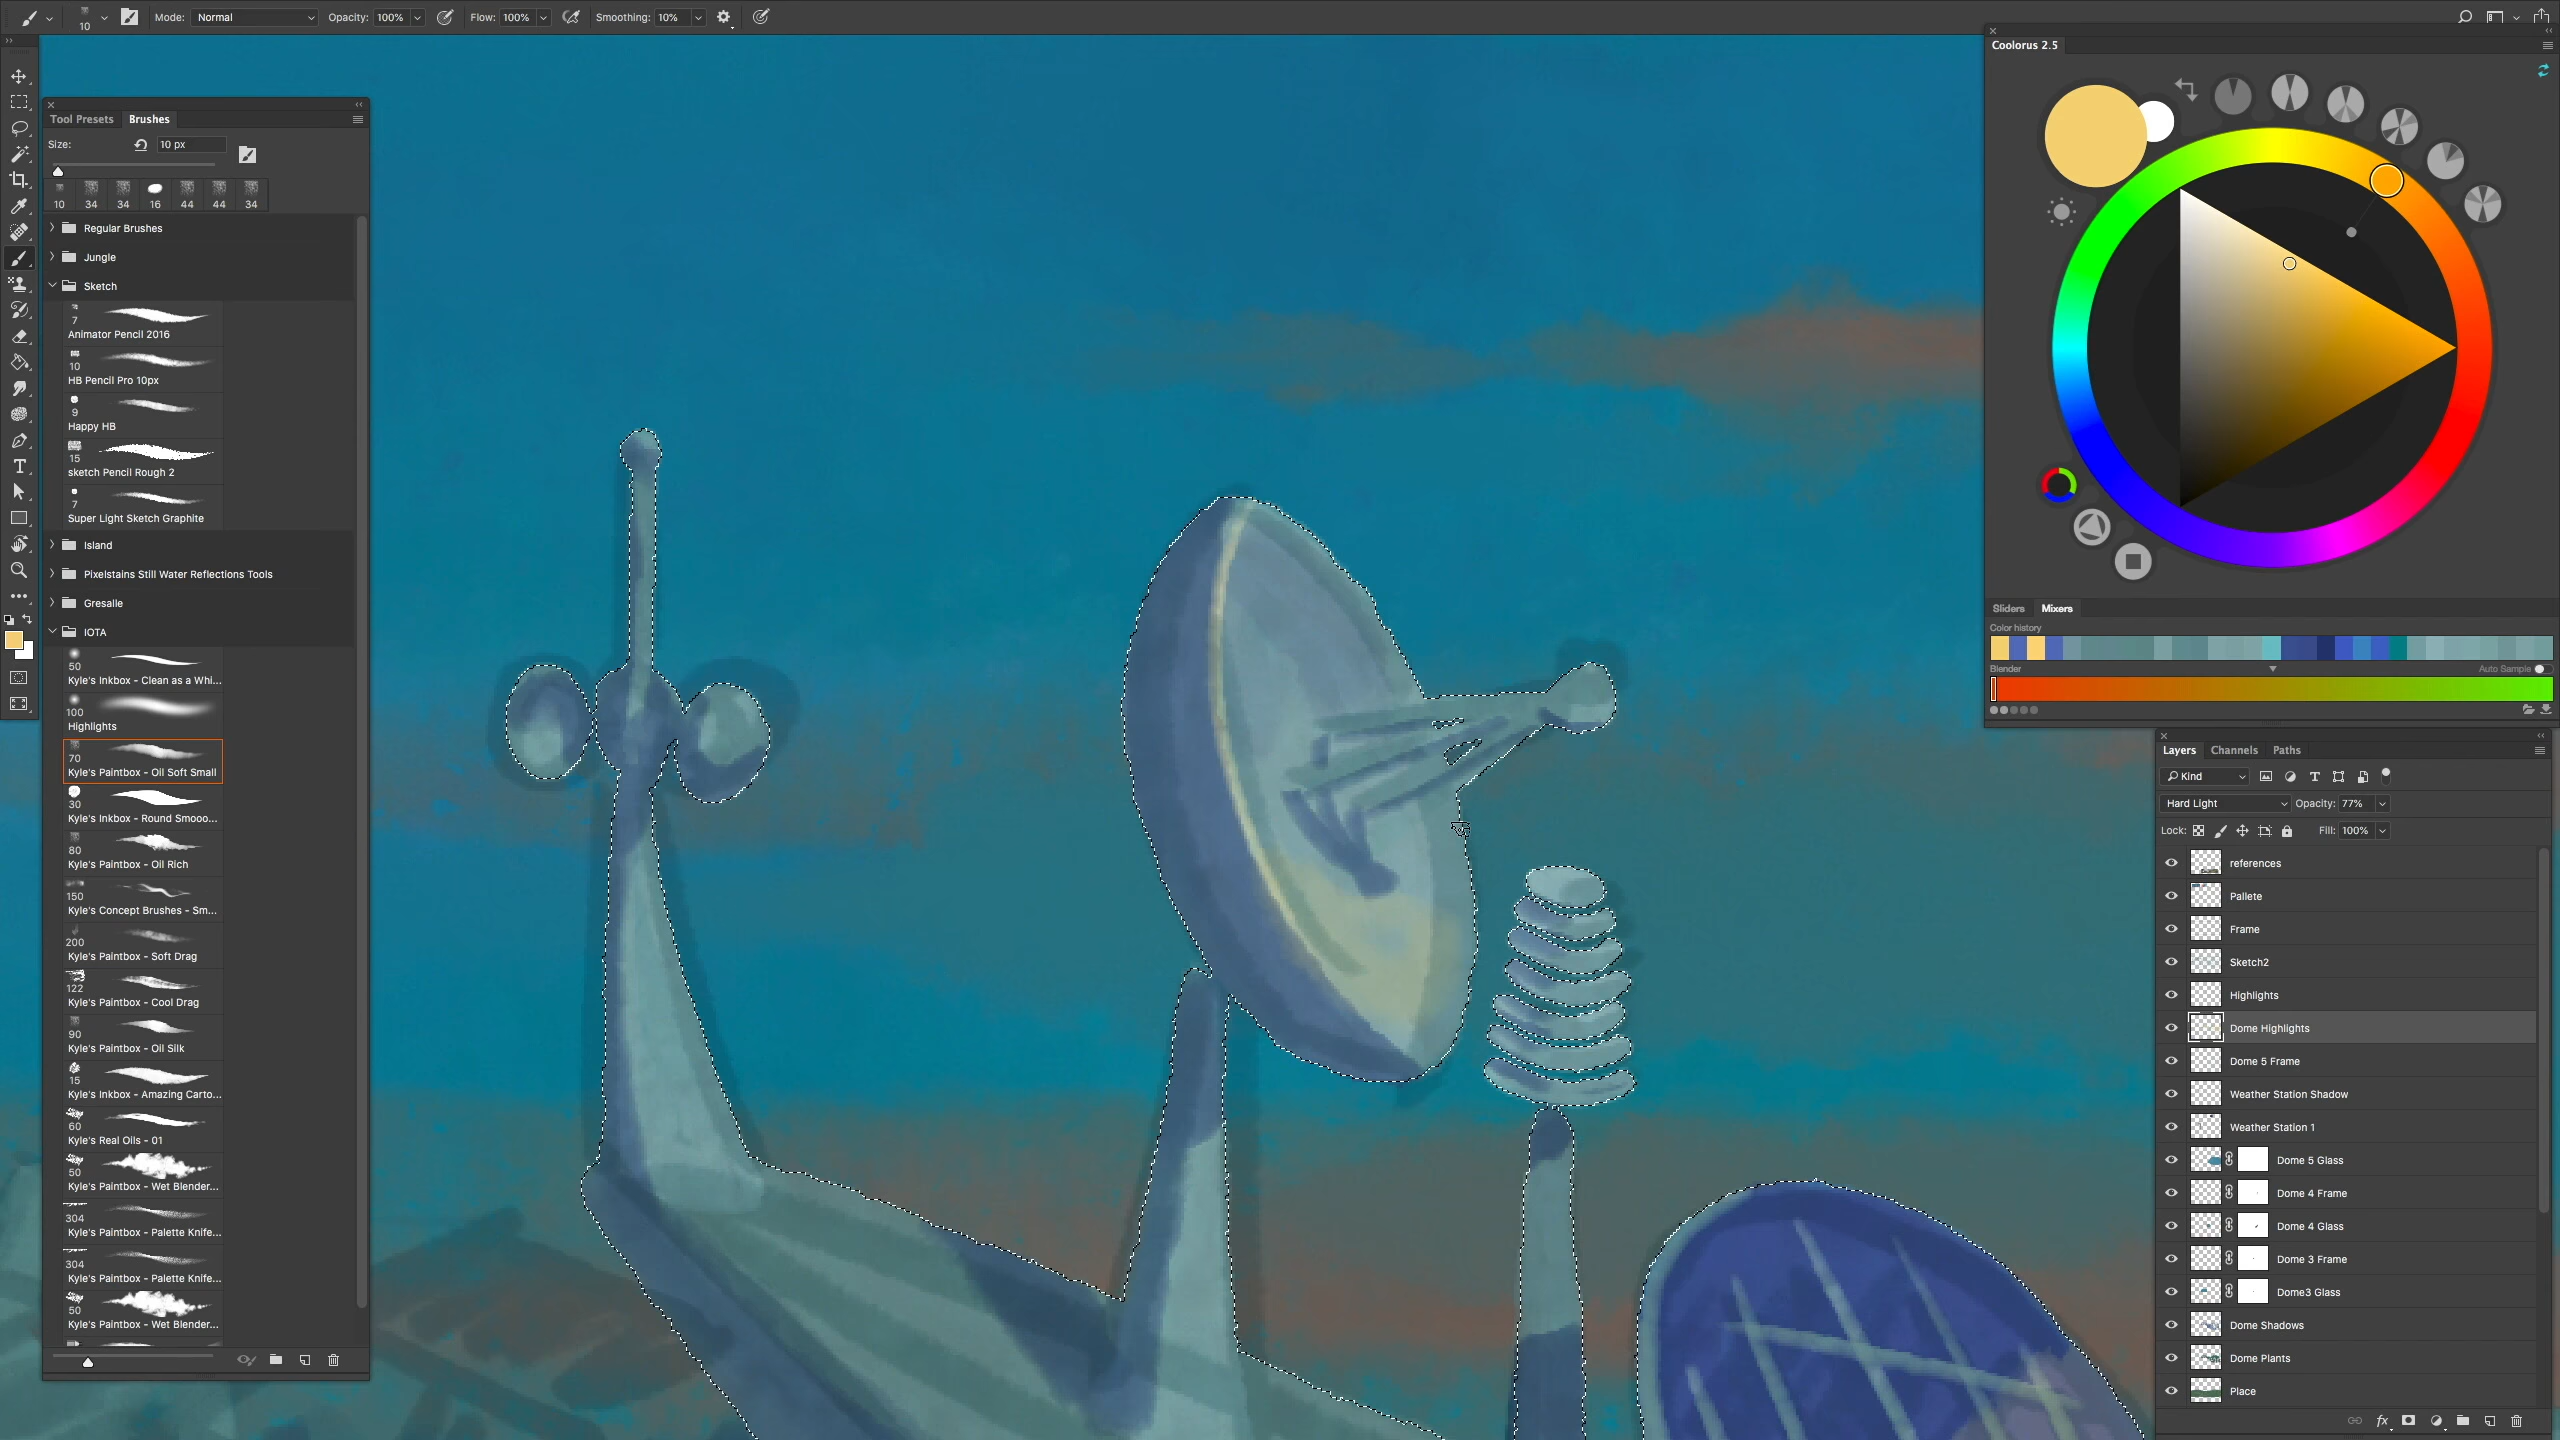 10 Mode: Normal Opacity: 100% Flow: 100% Smoothing: 10%
Tool Presets Brushes
Size: 10 px
10 34 34 16 44 44 34
Regular Brushes
Jungle
Sketch
7
Animator Pencil 2016
10
HB Pencil Pro 10px
9
Happy HB
15
sketch Pencil Rough 2
7
Super Light Sketch Graphite
Island
Pixelstains Still Water Reflections Tools
Gresalle
IOTA
50
Kyle's Inkbox - Clean as a Whi...
100
Highlights
70
Kyle's Paintbox - Oil Soft Small
30
Kyle's Inkbox - Round Smooo...
80
Kyle's Paintbox - Oil Rich
150
Kyle's Concept Brushes - Sm...
200
Kyle's Paintbox - Soft Drag
122
Kyle's Paintbox - Cool Drag
90
Kyle's Paintbox - Oil Silk
15
Kyle's Inkbox - Amazing Carto...
60
Kyle's Real Oils - 01
50
Kyle's Paintbox - Wet Blender...
304
Kyle's Paintbox - Palette Knife...
304
Kyle's Paintbox - Palette Knife...
50
Kyle's Paintbox - Wet Blender...
Coolorus 2.5
Sliders Mixers
Color history
Blender Auto Sample
Layers Channels Paths
Kind
Hard Light Opacity: 77%
Lock: Fill: 100%
references
Pallete
Frame
Sketch2
Highlights
Dome Highlights
Dome 5 Frame
Weather Station Shadow
Weather Station 1
Dome 5 Glass
Dome 4 Frame
Dome 4 Glass
Dome 3 Frame
Dome3 Glass
Dome Shadows
Dome Plants
Place